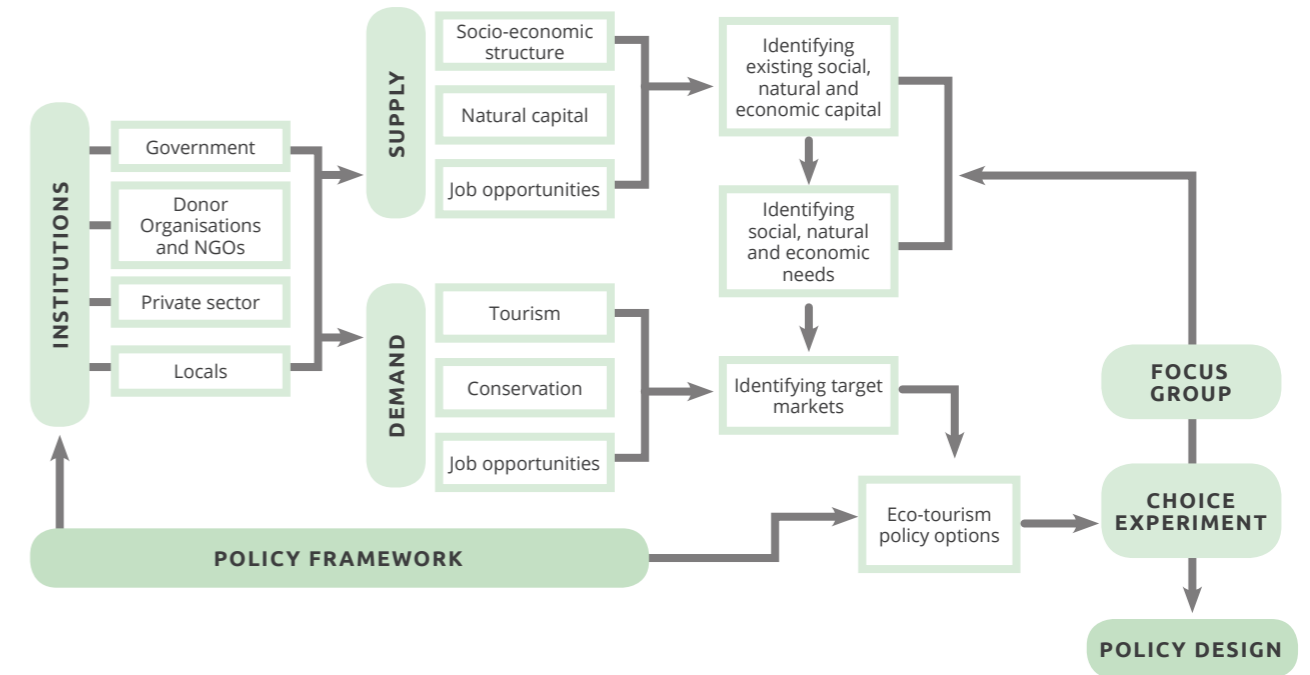 INSTITUTIONS
Government
Donor
Organisations
and NGOs
Private sector
Locals
SUPPLY
Socio-economic
structure
Natural capital
Job opportunities
DEMAND
Tourism
Conservation
Job opportunities
Identifying
existing social,
natural and
economic capital
Identifying
social, natural
and economic
needs
Identifying target
markets
Eco-tourism
policy options
FOCUS
GROUP
CHOICE
EXPERIMENT
POLICY FRAMEWORK
POLICY DESIGN